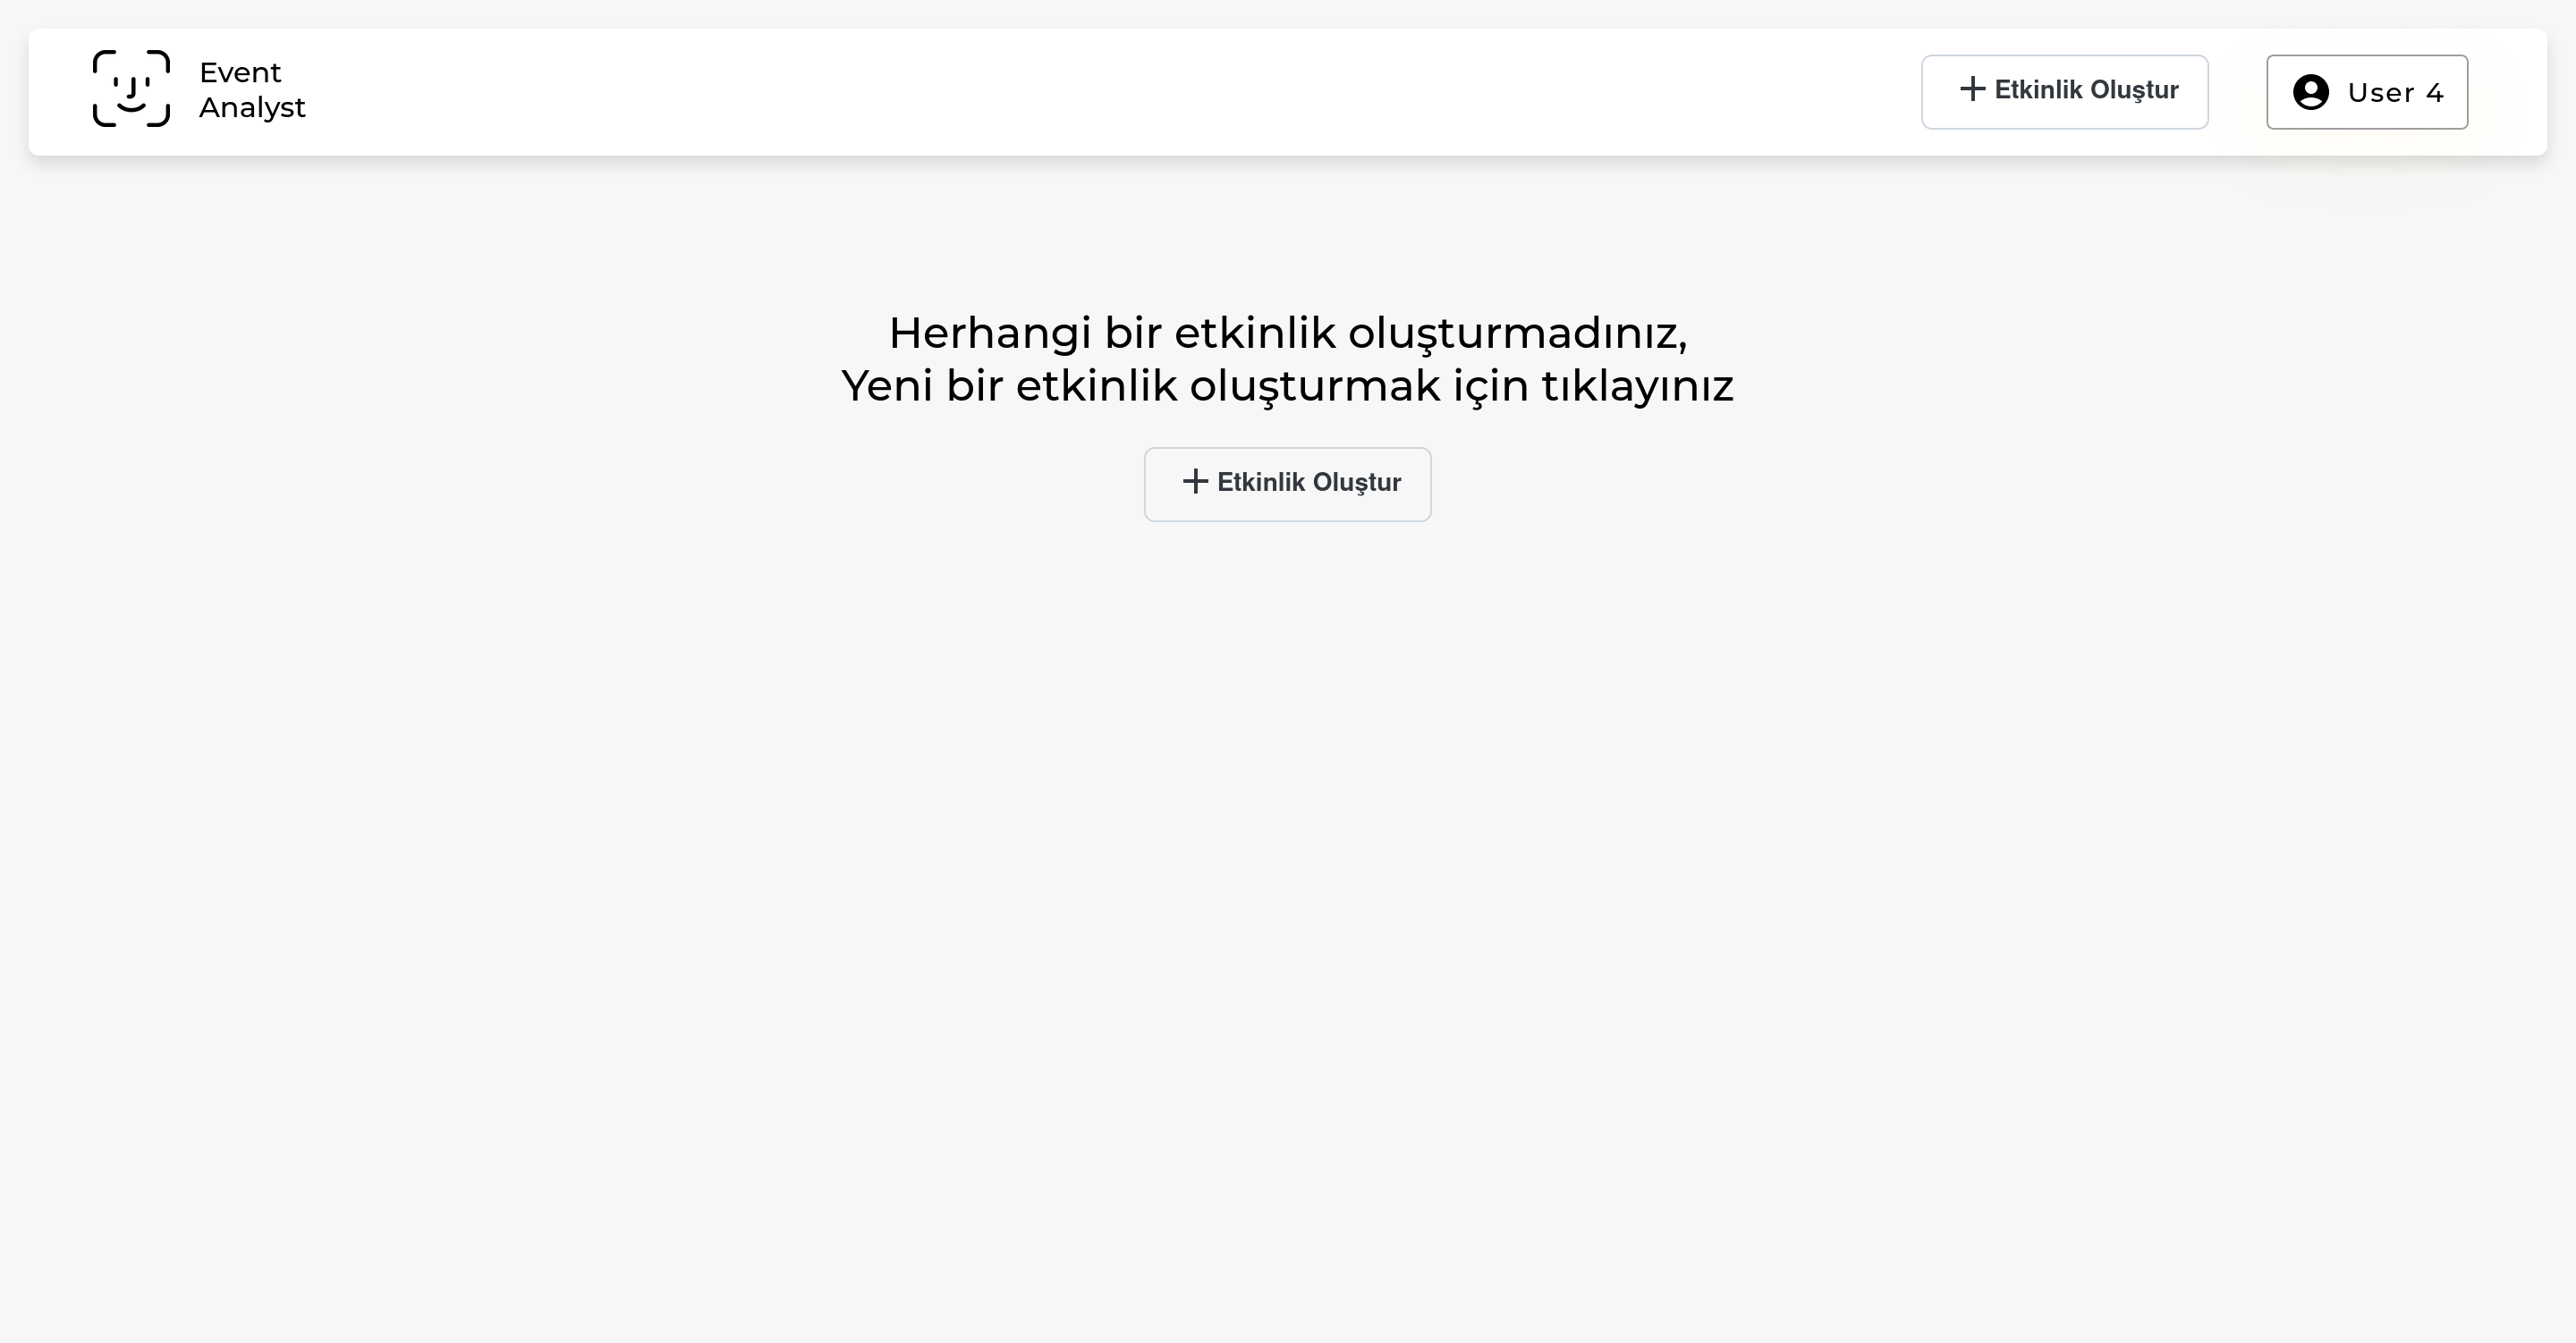 Event
Analyst
Etkinlik Oluştur
User 4
Herhangi bir etkinlik oluşturmadınız,
Yeni bir etkinlik oluşturmak için tıklayınız
Etkinlik Oluştur